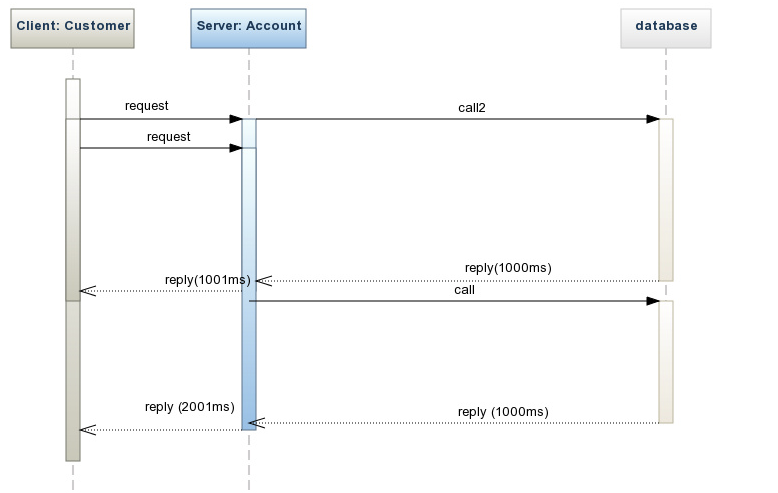 Client: Customer
Server: Account
database
request
call2
request
reply(1000ms)
reply(1001ms)
call
reply (2001ms)
reply (1000ms)